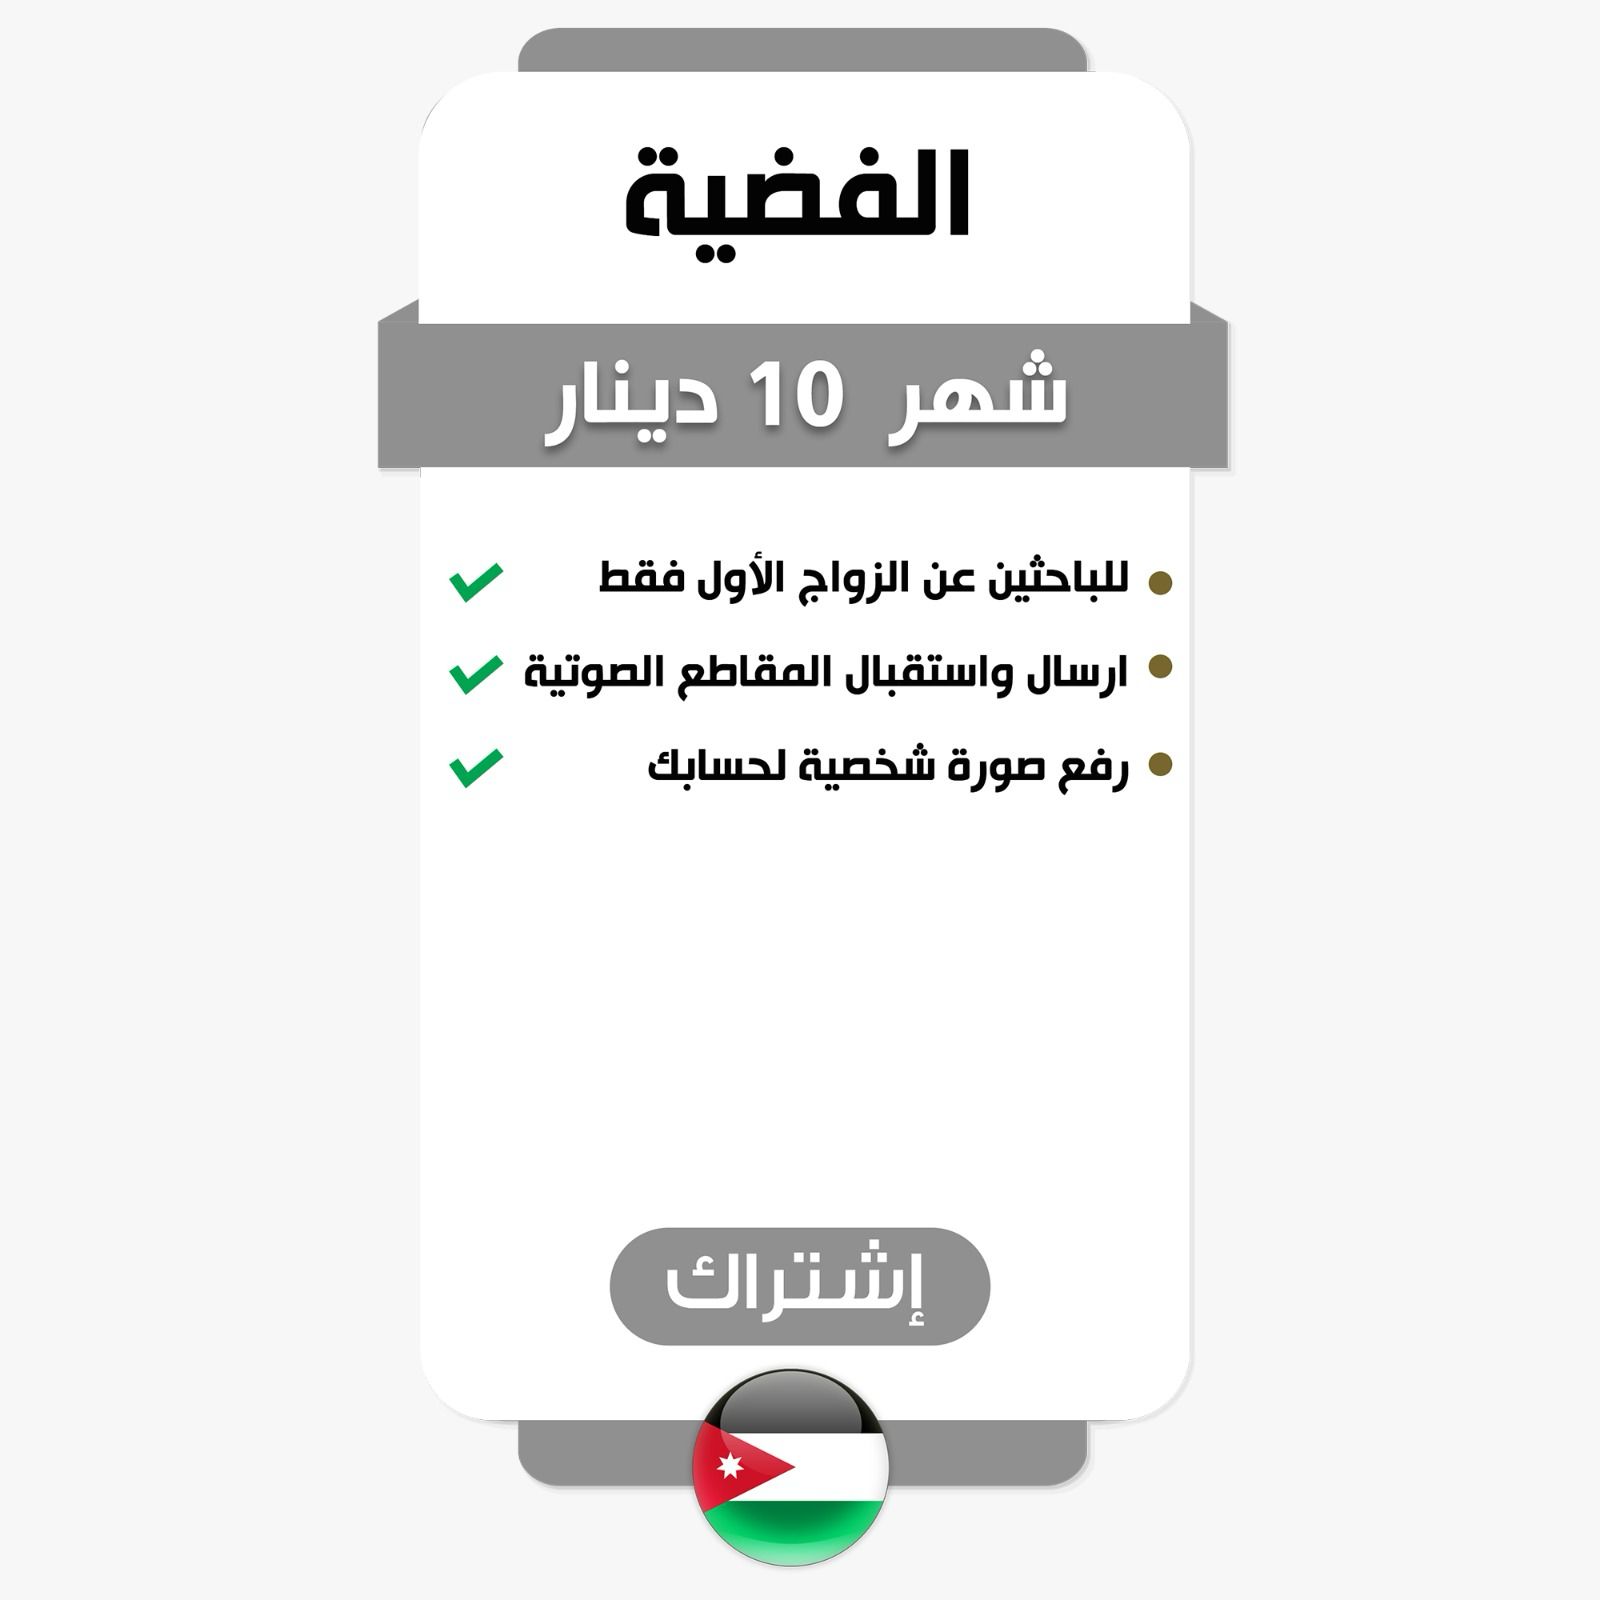 الفضية
شهر 10 دينار
للباحثين عن الزواج الأول فقط
ارسال واستقبال المقاطع الصوتية
رفع صورة شخصية لحسابك
إشتراك